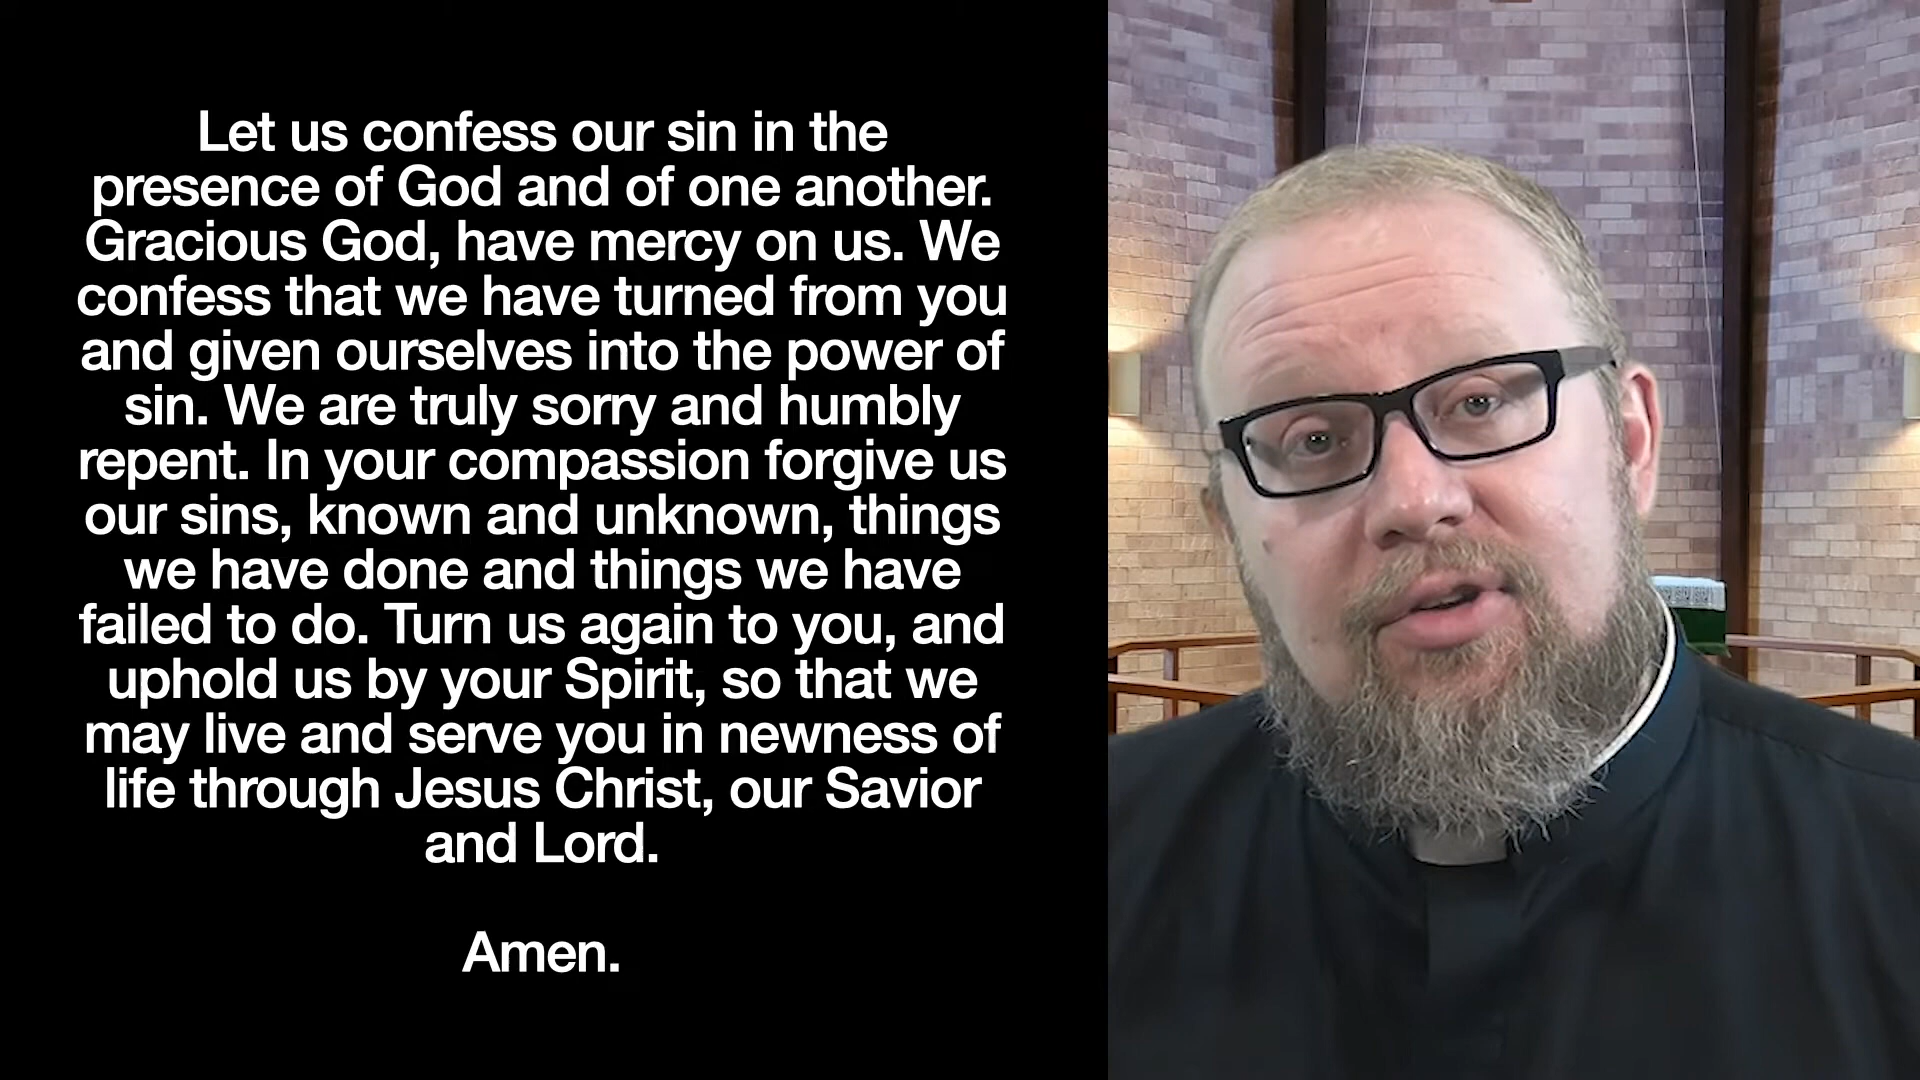 Let us confess our sin in the
presence of God and of one another.
Gracious God, have mercy on us. We
confess that we have turned from you
and given ourselves into the power of
sin. We are truly sorry and humbly
repent. In your compassion forgive us
our sins, known and unknown, things
we have done and things we have
failed to do. Turn us again to you, and
uphold us by your Spirit, so that we
may live and serve you in newness of
life through Jesus Christ, our Savior
and Lord.
Amen.